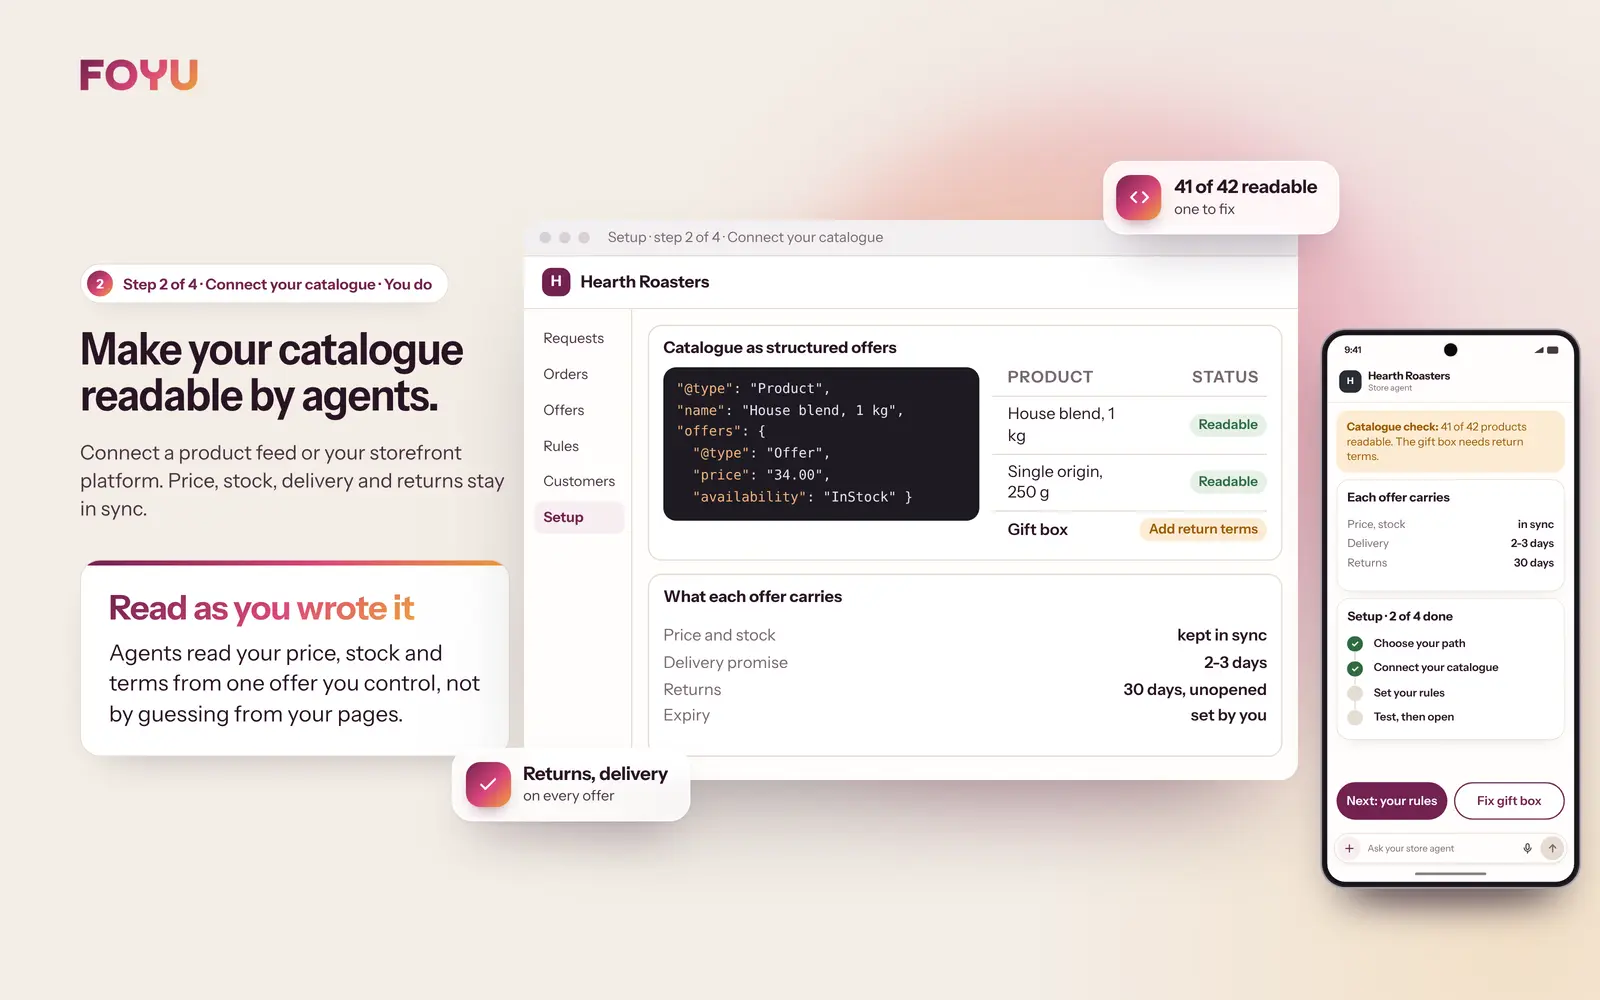 FOYU
2 Step 2 of 4 · Connect your catalogue · You do
Make your catalogue
readable by agents.
Connect a product feed or your storefront
platform. Price, stock, delivery and returns stay
in sync.
Read as you wrote it
Agents read your price, stock and
terms from one offer you control, not
by guessing from your pages.
Setup · step 2 of 4 · Connect your catalogue
41 of 42 readable
one to fix
H Hearth Roasters
Requests
Orders
Offers
Rules
Customers
Setup
Catalogue as structured offers
"@type": "Product",
"name": "House blend, 1 kg",
"offers": {
"@type": "Offer",
"price": "34.00",
"availability": "InStock" }
PRODUCT STATUS
House blend, 1
kg
Readable
Single origin,
250 g
Readable
Gift box Add return terms
What each offer carries
Price and stock kept in sync
Delivery promise 2-3 days
Returns 30 days, unopened
Expiry set by you
Returns, delivery
on every offer
9:41
H Hearth Roasters
Store agent
Catalogue check: 41 of 42 products
readable. The gift box needs return
terms.
Each offer carries
Price, stock in sync
Delivery 2-3 days
Returns 30 days
Setup · 2 of 4 done
Choose your path
Connect your catalogue
Set your rules
Test, then open
Next: your rules Fix gift box
Ask your store agent